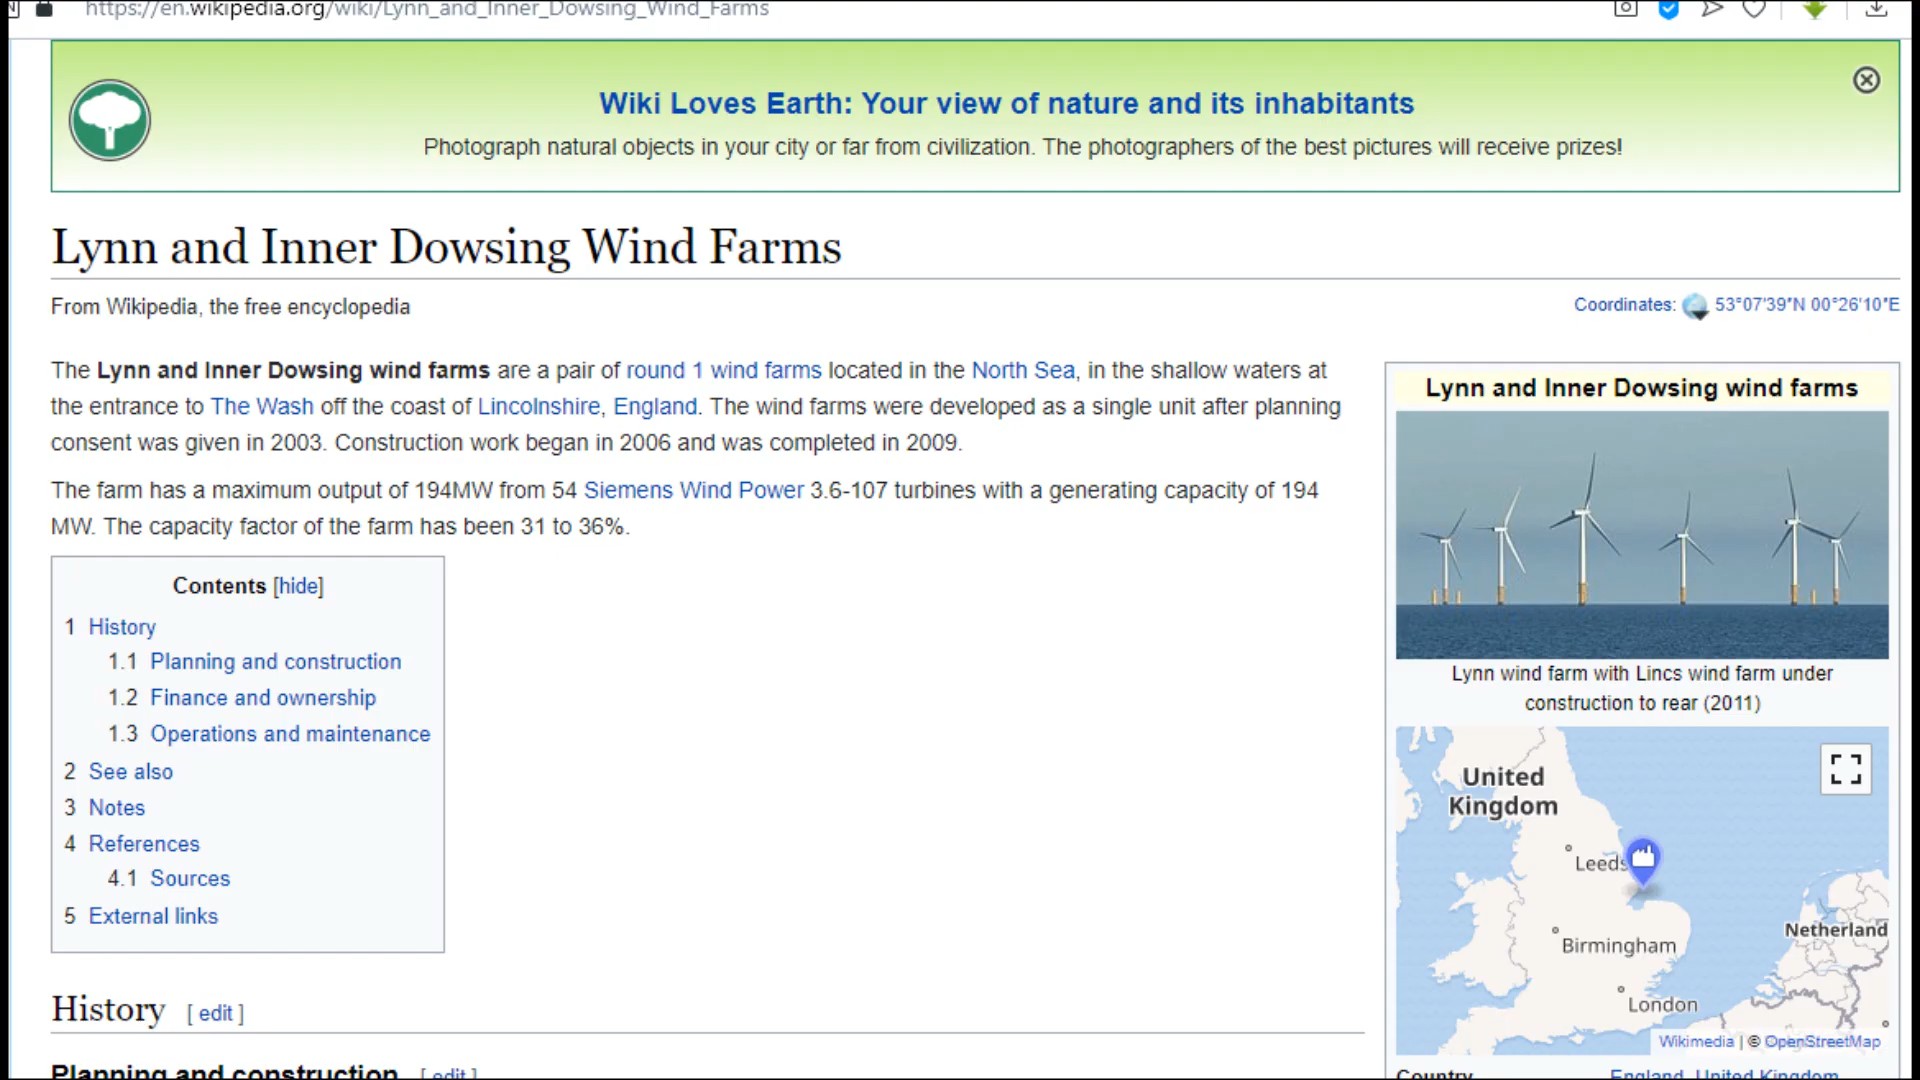 https://en.wikipedia.org/wiki/Lynn_and_Inner_Dowsing_Wind_Farms
Wiki Loves Earth: Your view of nature and its inhabitants
Photograph natural objects in your city or far from civilization. The photographers of the best pictures will receive prizes!
Lynn and Inner Dowsing Wind Farms
From Wikipedia, the free encyclopedia
Coordinates: 53°07′39″N 00°26′10″E
The Lynn and Inner Dowsing wind farms are a pair of round 1 wind farms located in the North Sea, in the shallow waters at
the entrance to The Wash off the coast of Lincolnshire, England. The wind farms were developed as a single unit after planning
consent was given in 2003. Construction work began in 2006 and was completed in 2009.
The farm has a maximum output of 194MW from 54 Siemens Wind Power 3.6-107 turbines with a generating capacity of 194
MW. The capacity factor of the farm has been 31 to 36%.
Contents [hide]
1 History
1.1 Planning and construction
1.2 Finance and ownership
1.3 Operations and maintenance
2 See also
3 Notes
4 References
4.1 Sources
5 External links
History [ edit ]
Planning and construction [ edit ]
Lynn and Inner Dowsing wind farms
Lynn wind farm with Lincs wind farm under
construction to rear (2011)
United
Kingdom
Leeds
Birmingham
Netherland
London
Wikimedia | © OpenStreetMap
Country England, United Kingdom